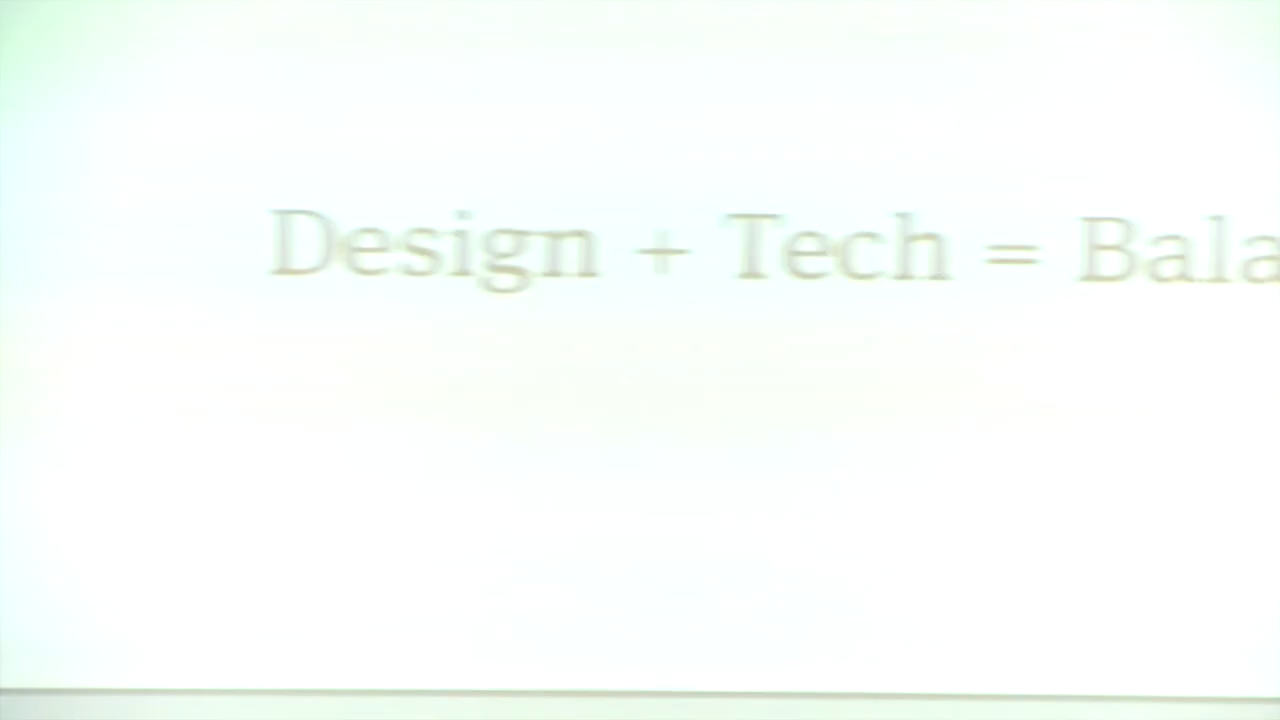 Design + Tech = Bala